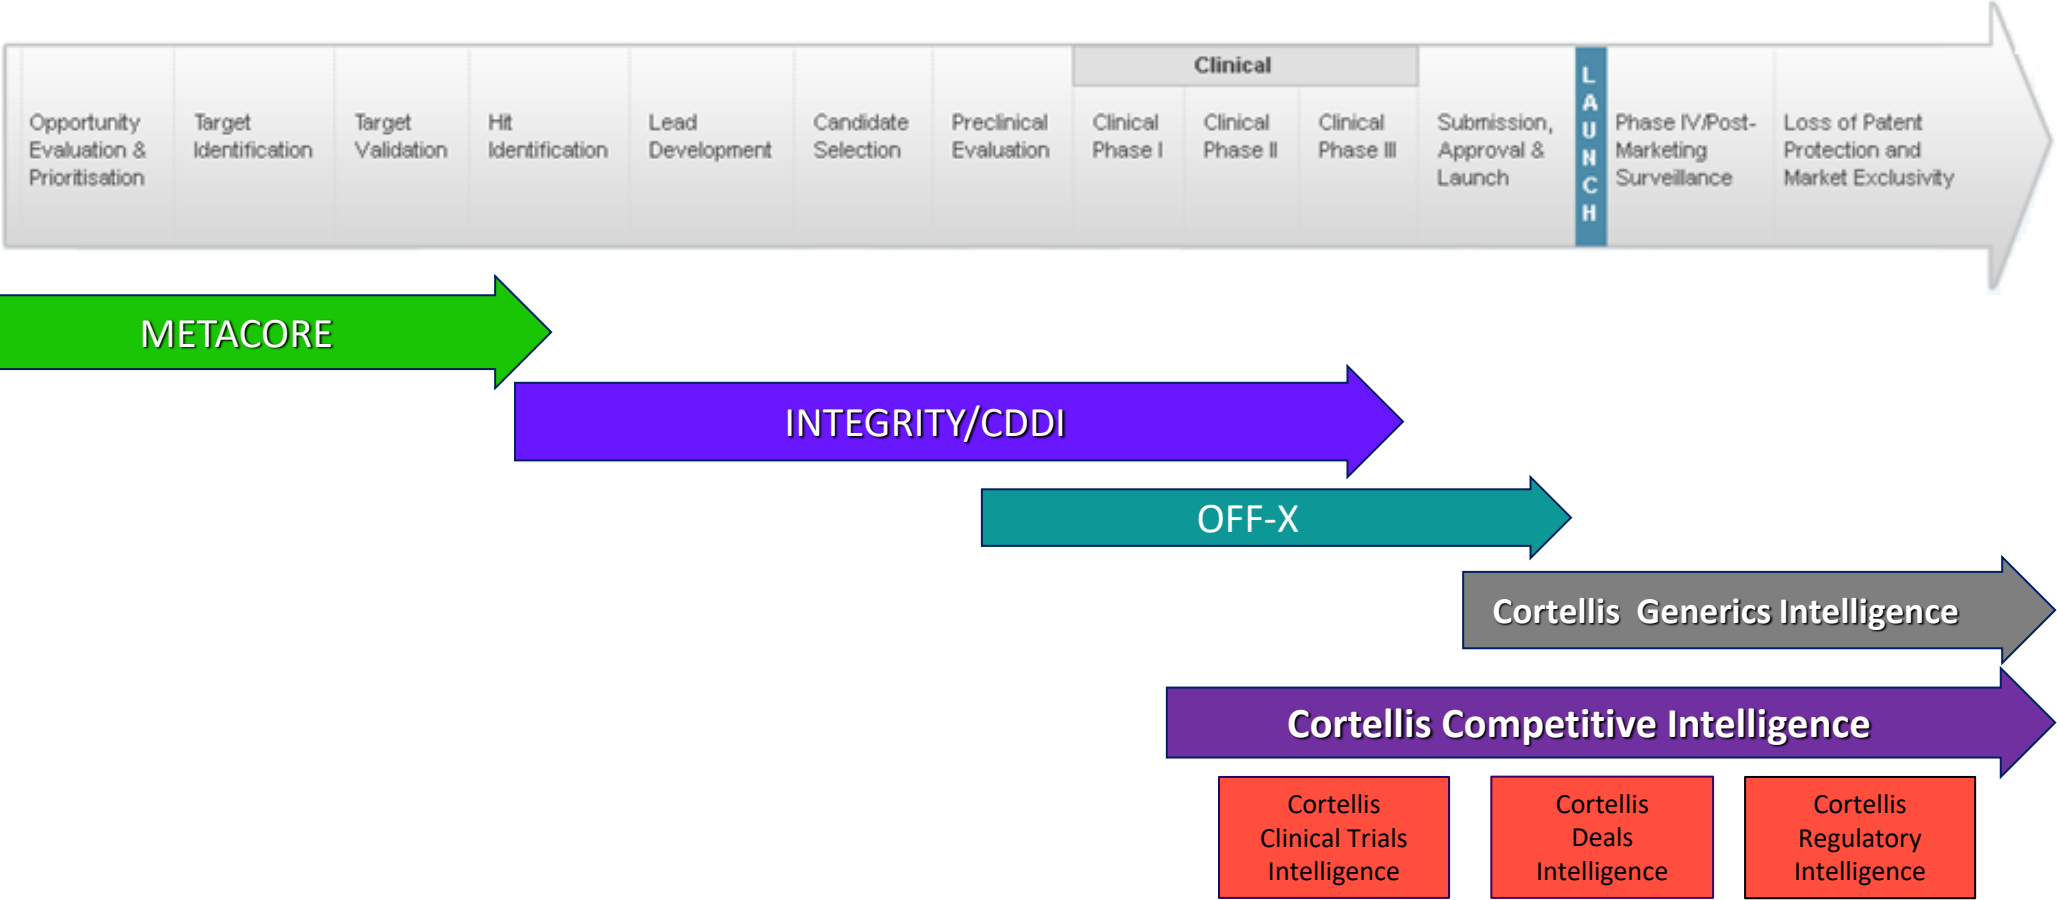 Clinical
Opportunity
Evaluation &
Prioritisation
Target
Identification
Target
Validation
Hit
Identification
Lead
Development
Candidate
Selection
Preclinical
Evaluation
Clinical
Phase I
Clinical
Phase II
Clinical
Phase III
Submission,
Approval &
Launch
L
A
U
N
C
H
Phase IV/Post-
Marketing
Surveillance
Loss of Patent
Protection and
Market Exclusivity
METACORE
INTEGRITY/CDDI
OFF-X
Cortellis Generics Intelligence
Cortellis Competitive Intelligence
Cortellis
Clinical Trials
Intelligence
Cortellis
Deals
Intelligence
Cortellis
Regulatory
Intelligence